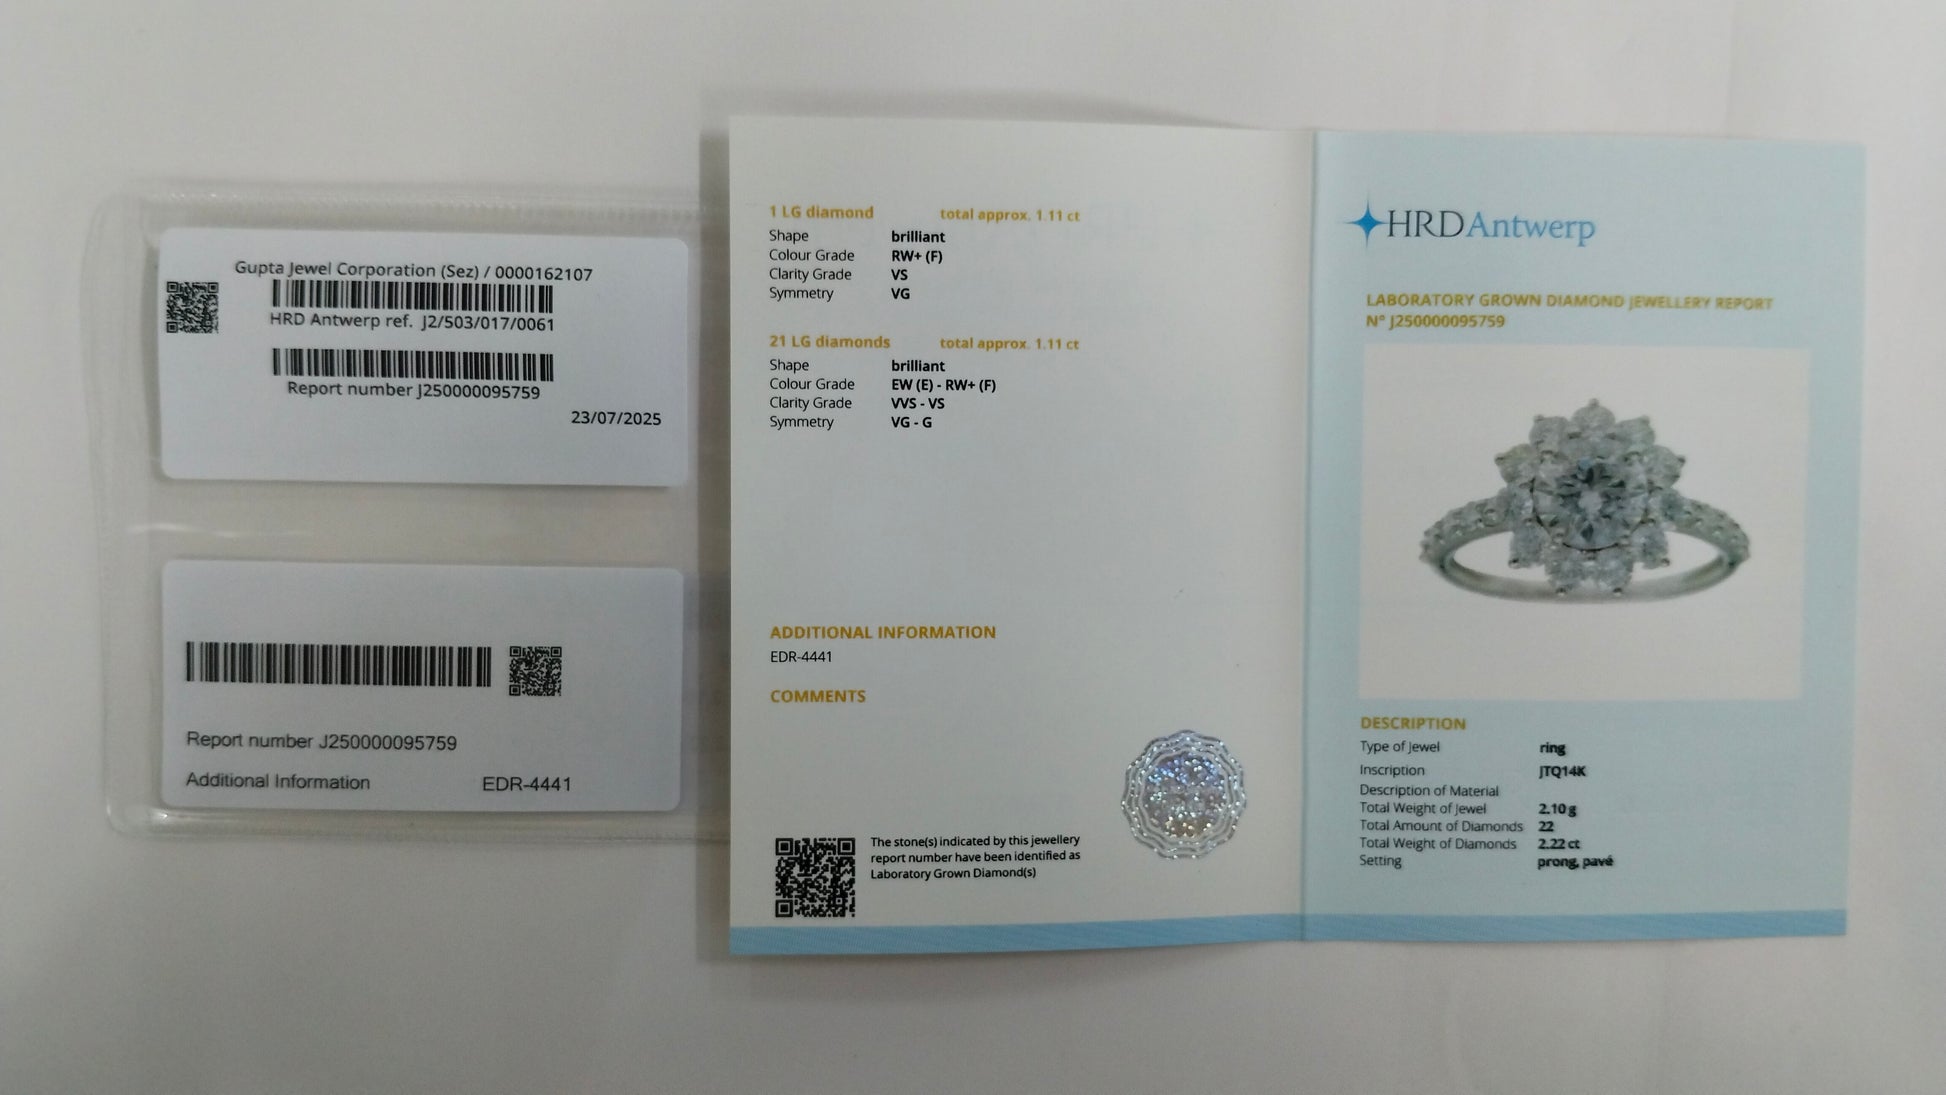 Gupta Jewel Corporation (Sez) / 0000162107
HRD Antwerp ref. J2/503/017/0061
Report number J250000095759
23/07/2025
Report number J250000095759
Additional Information EDR-4441
1 LG diamond total approx. 1.11 ct
Shape brilliant
Colour Grade RW+ (F)
Clarity Grade VS
Symmetry VG
21 LG diamonds total approx. 1.11 ct
Shape brilliant
Colour Grade EW (E) - RW+ (F)
Clarity Grade VVS - VS
Symmetry VG - G
ADDITIONAL INFORMATION
EDR-4441
COMMENTS
The stone(s) indicated by this jewellery
report number have been identified as
Laboratory Grown Diamond(s)
HRD Antwerp
LABORATORY GROWN DIAMOND JEWELLERY REPORT
N° J250000095759
DESCRIPTION
Type of Jewel ring
Inscription JTQ14K
Description of Material
Total Weight of Jewel 2.10 g
Total Amount of Diamonds 22
Total Weight of Diamonds 2.22 ct
Setting prong, pavé